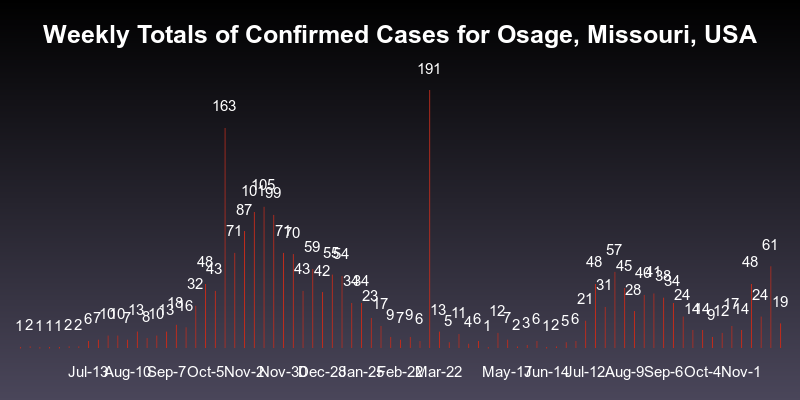 Weekly Totals of Confirmed Cases for Osage, Missouri, USA
191
163
105
101 99
87
71 71 70
61
59 57
55 54
48 43 43 42 48 45 48
32 34 34 31 28 40 41 38 34
23 21 24 24
18 16 17 19
13 10 13 13 11 12 14 14 12 17 14
6 7 10 10 7 8 10 9 7 9 6 5 4 6 7 6 5 6 9
1 2 1 1 1 2 2 1 2 3 1 2
Jul-13 Aug-10 Sep-7 Oct-5 Nov-2 Nov-30 Dec-28 Jan-25 Feb-22 Mar-22 May-17 Jun-14 Jul-12 Aug-9 Sep-6 Oct-4 Nov-1